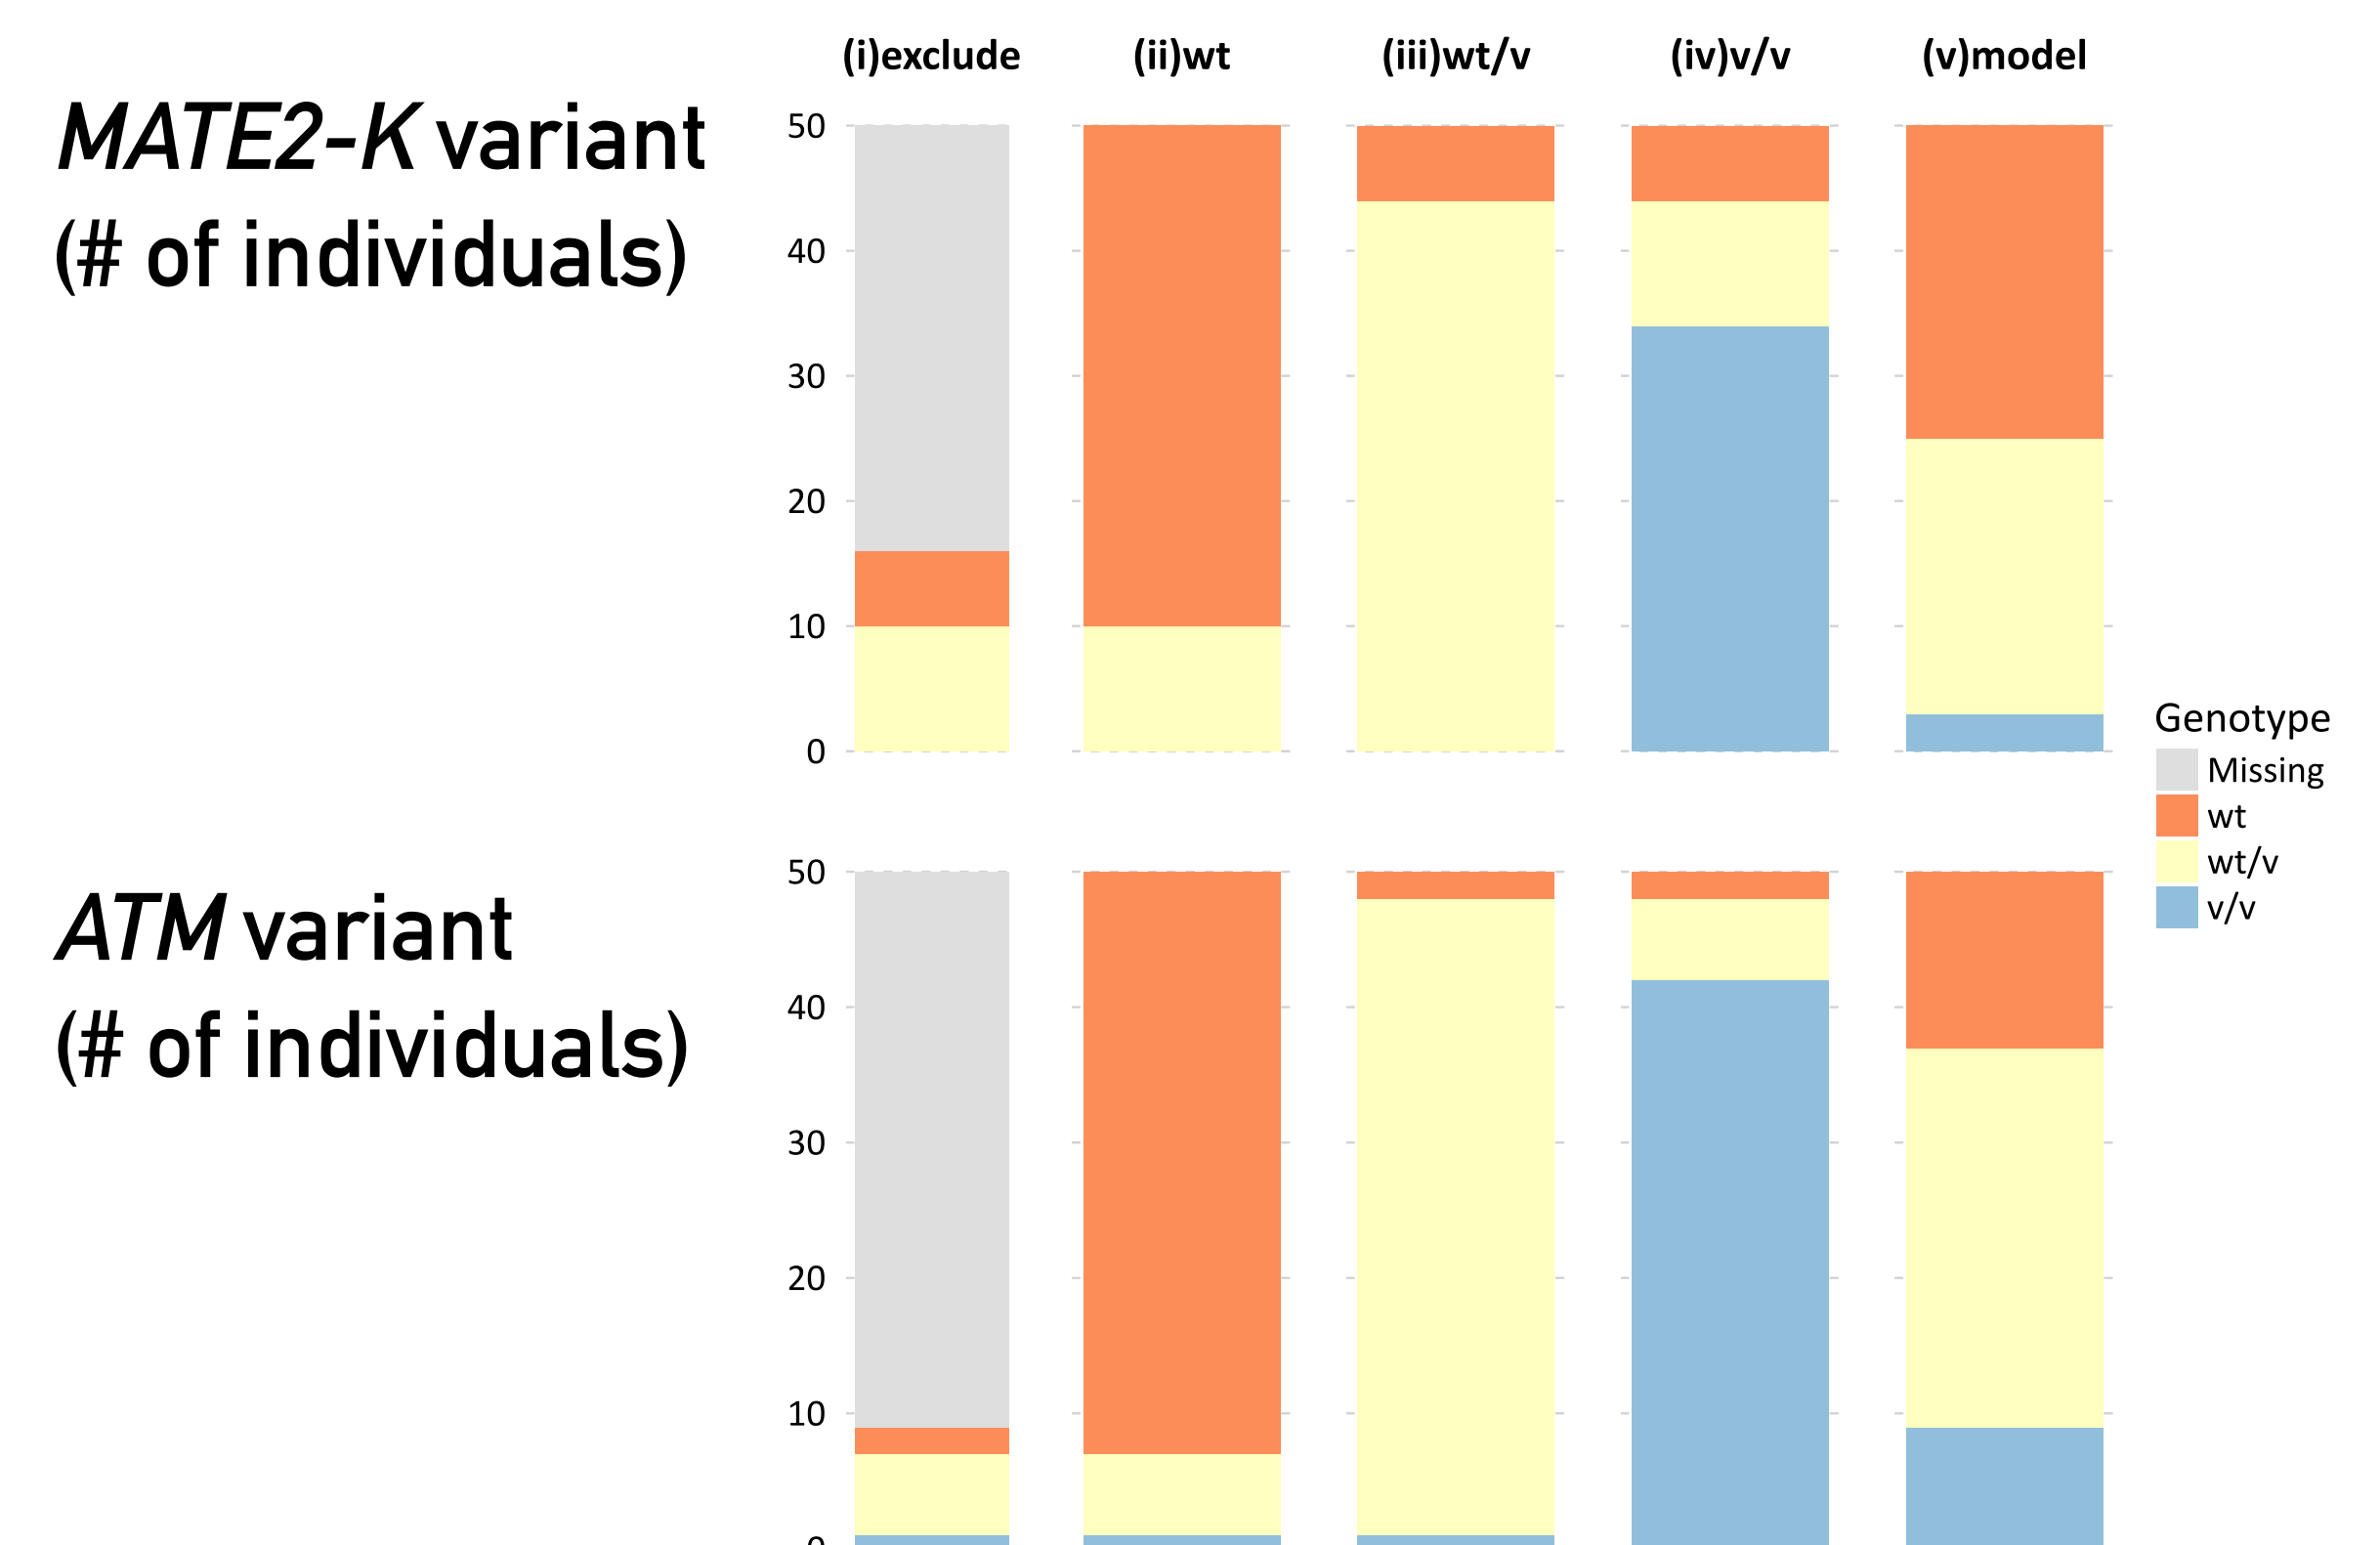 (i)exclude (ii)wt (iii)wt/v (iv)v/v (v)model
MATE2-K variant
(# of individuals)
50
40
30
20
10
0
Genotype
Missing
wt
wt/v
v/v
ATM variant
(# of individuals)
50
40
30
20
10
0